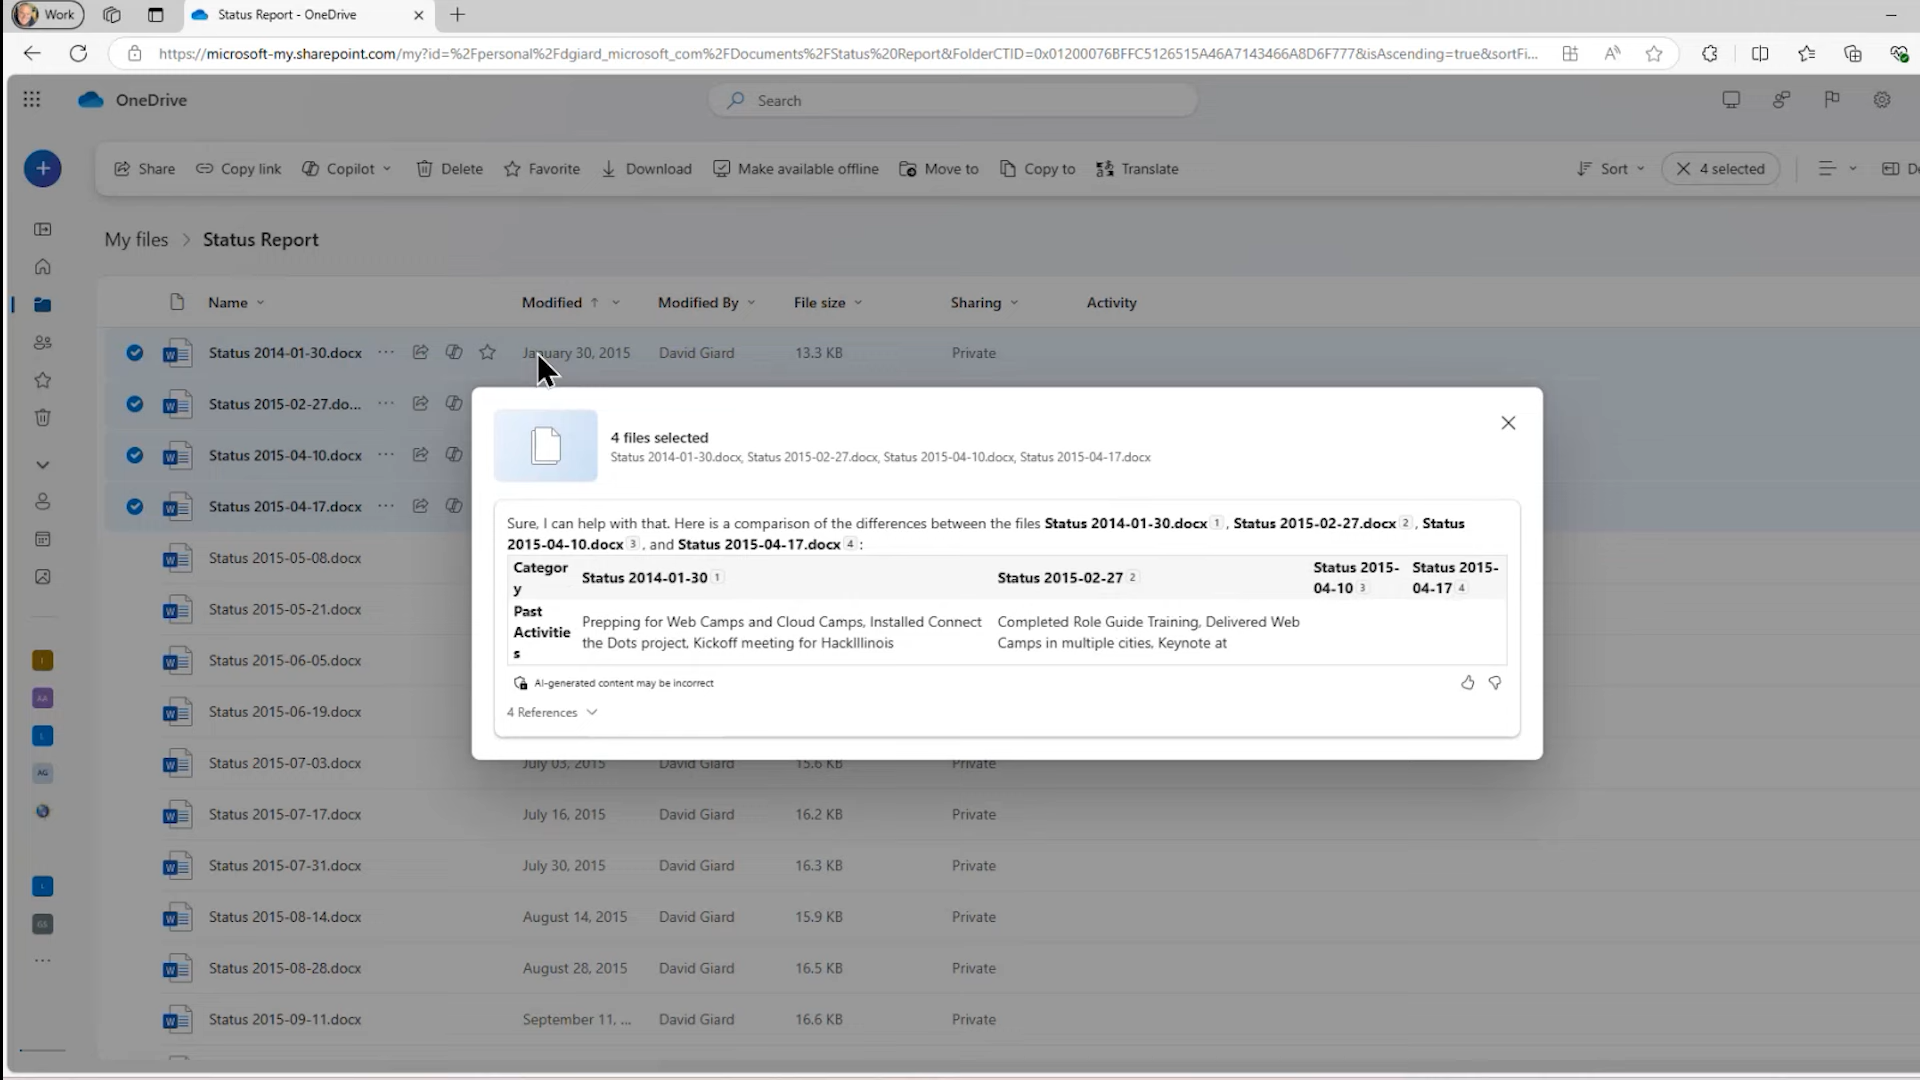 Work
Status Report - OneDrive
https://microsoft-my.sharepoint.com/my?id=%2Fpersonal%2Fdgiard_microsoft_com%2FDocuments%2FStatus%20Report&FolderCTID=0x01200076BFFC5126515A46A7143466A8D6F777&isAscending=true&sortFi...
OneDrive
Search
Share Copy link Copilot Delete Favorite Download Make available offline Move to Copy to Translate Sort 4 selected De
My files > Status Report
Name Modified Modified By File size Sharing Activity
Status 2014-01-30.docx January 30, 2015 David Giard 13.3 KB Private
Status 2015-02-27.do...
Status 2015-04-10.docx
Status 2015-04-17.docx
4 files selected
Status 2014-01-30.docx, Status 2015-02-27.docx, Status 2015-04-10.docx, Status 2015-04-17.docx
Sure, I can help with that. Here is a comparison of the differences between the files Status 2014-01-30.docx 1 , Status 2015-02-27.docx 2 , Status
2015-04-10.docx 3 , and Status 2015-04-17.docx 4 :
Categor
y
Status 2014-01-30 1
Status 2015-02-27 2
Status 2015-
04-10 3
Status 2015-
04-17 4
Past
Activitie
s
Prepping for Web Camps and Cloud Camps, Installed Connect
the Dots project, Kickoff meeting for HackIllinois
Completed Role Guide Training, Delivered Web
Camps in multiple cities, Keynote at
AI-generated content may be incorrect
4 References
Status 2015-05-08.docx
Status 2015-05-21.docx
Status 2015-06-05.docx
Status 2015-06-19.docx
Status 2015-07-03.docx July 03, 2015 David Giard 15.6 KB Private
Status 2015-07-17.docx July 16, 2015 David Giard 16.2 KB Private
Status 2015-07-31.docx July 30, 2015 David Giard 16.3 KB Private
Status 2015-08-14.docx August 14, 2015 David Giard 15.9 KB Private
Status 2015-08-28.docx August 28, 2015 David Giard 16.5 KB Private
Status 2015-09-11.docx September 11, ... David Giard 16.6 KB Private
AA
L
AG
GS